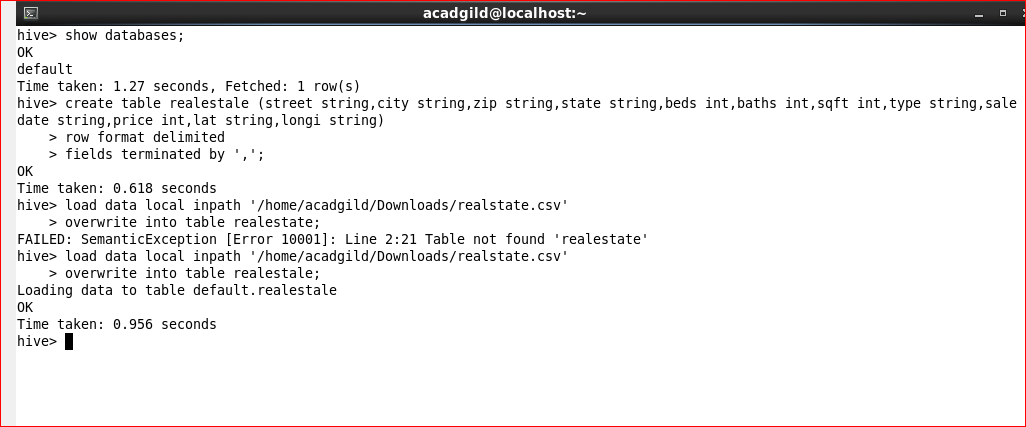 acadgild@localhost:~
hive> show databases;
OK
default
Time taken: 1.27 seconds, Fetched: 1 row(s)
hive> create table realestale (street string,city string,zip string,state string,beds int,baths int,sqft int,type string,sale
date string,price int,lat string,longi string)
    > row format delimited
    > fields terminated by ',';
OK
Time taken: 0.618 seconds
hive> load data local inpath '/home/acadgild/Downloads/realstate.csv'
    > overwrite into table realestate;
FAILED: SemanticException [Error 10001]: Line 2:21 Table not found 'realestate'
hive> load data local inpath '/home/acadgild/Downloads/realstate.csv'
    > overwrite into table realestale;
Loading data to table default.realestale
OK
Time taken: 0.956 seconds
hive>